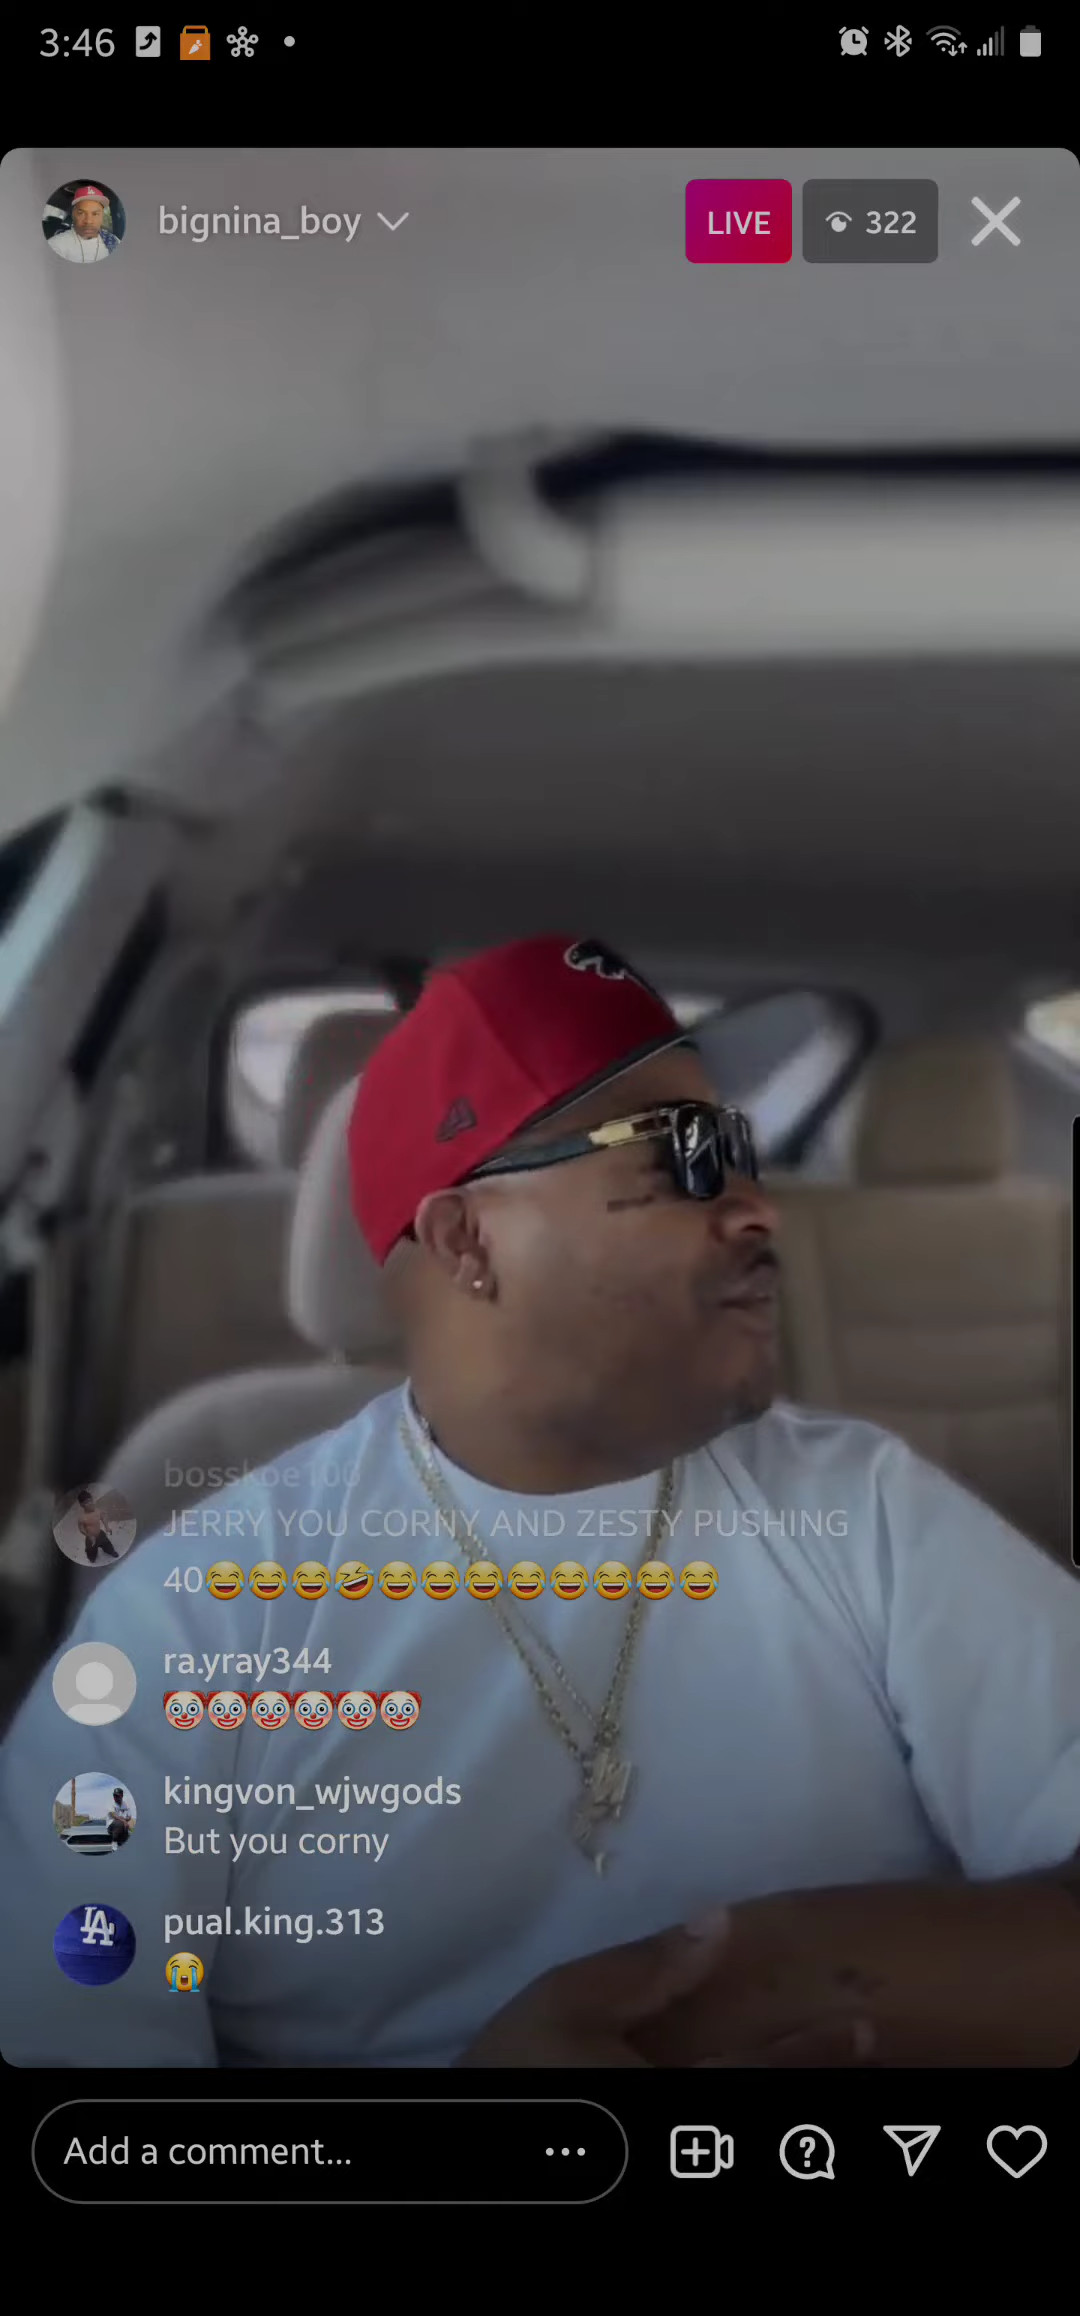 3:46
bignina_boy
LIVE
322
bosskoe100
JERRY YOU CORNY AND ZESTY PUSHING
40😂😂😂🤣😂😂😂😂😂😂😂😂
ra.yray344
🤡🤡🤡🤡🤡🤡
kingvon_wjwgods
But you corny
LA
pual.king.313
😭
Add a comment...